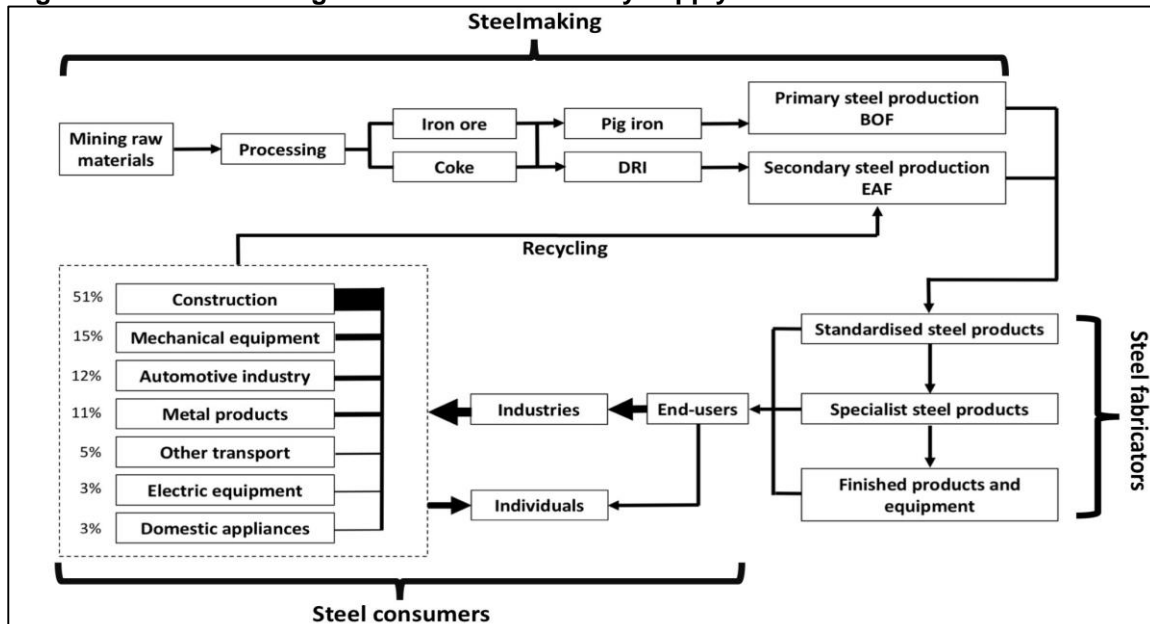 Steelmaking
Mining raw
materials
Processing
Iron ore
Coke
Pig iron
DRI
Primary steel production
BOF
Secondary steel production
EAF
Recycling
51%
Construction
15%
Mechanical equipment
12%
Automotive industry
11%
Metal products
5%
Other transport
3%
Electric equipment
3%
Domestic appliances
Industries
Individuals
End-users
Standardised steel products
Specialist steel products
Finished products and
equipment
Steel fabricators
Steel consumers